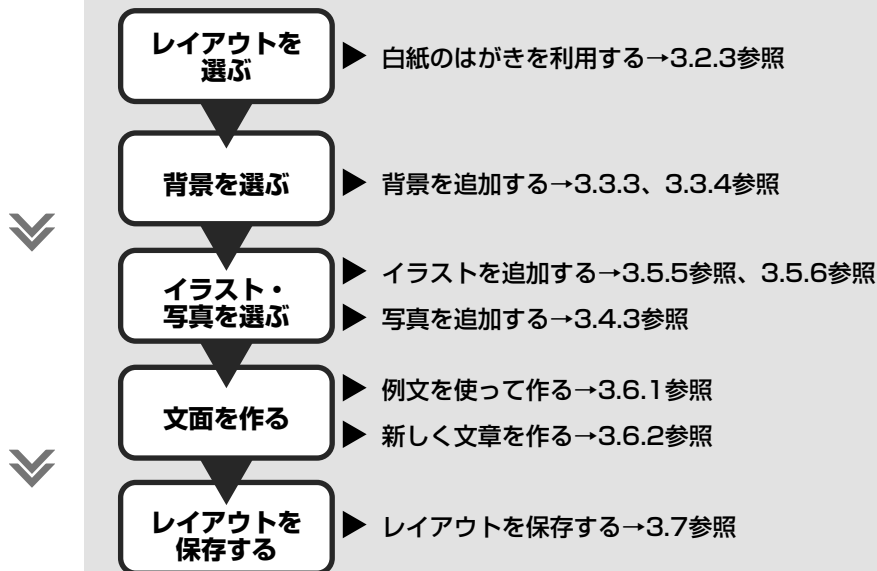 レイアウトを
選ぶ
白紙のはがきを利用する→3.2.3参照
背景を選ぶ
背景を追加する→3.3.3、3.3.4参照
イラスト・
写真を選ぶ
イラストを追加する→3.5.5参照、3.5.6参照
写真を追加する→3.4.3参照
文面を作る
例文を使って作る→3.6.1参照
新しく文章を作る→3.6.2参照
レイアウトを
保存する
レイアウトを保存する→3.7参照